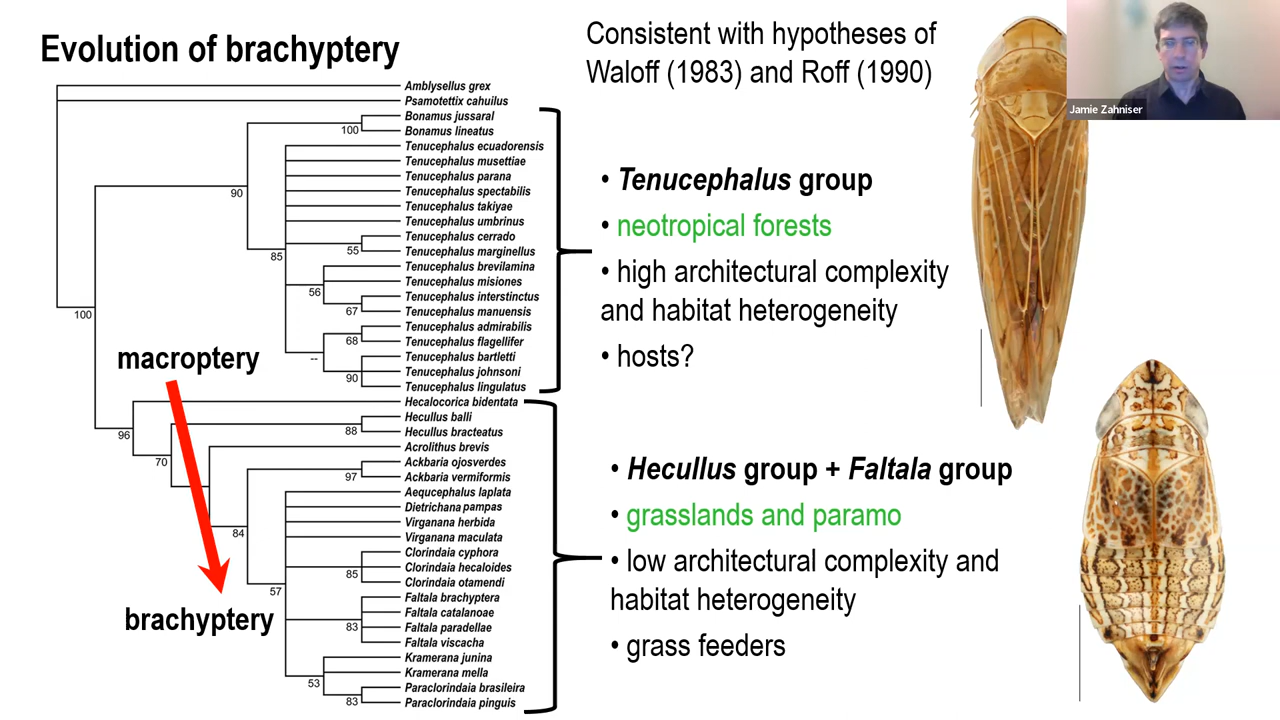 Evolution of brachyptery
Consistent with hypotheses of
Waloff (1983) and Roff (1990)
Jamie Zahniser
Amblysellus grex
Psamotettix cahuilus
Bonamus jussaral
100
Bonamus lineatus
Tenucephalus ecuadorensis
Tenucephalus musettiae
Tenucephalus parana
90
Tenucephalus spectabilis
Tenucephalus takiyae
Tenucephalus umbrinus
Tenucephalus cerrado
85
55
Tenucephalus marginellus
Tenucephalus brevilamina
Tenucephalus misiones
56
Tenucephalus interstinctus
67
Tenucephalus manuensis
100
Tenucephalus admirabilis
68
Tenucephalus flagellifer
--
Tenucephalus bartletti
Tenucephalus johnsoni
90
Tenucephalus lingulatus
Hecalocorica bidentata
Hecullus balli
96
88
Hecullus bracteatus
Acrolithus brevis
70
Ackbaria ojosverdes
97
Ackbaria vermiformis
Aequcephalus laplata
Dietrichana pampas
Virganana herbida
84
Virganana maculata
Clorindaia cyphora
85
Clorindaia hecaloides
Clorindaia otamendi
57
Faltala brachyptera
Faltala catalanoae
83
Faltala paradellae
Faltala viscacha
Kramerana junina
Kramerana mella
53
Paraclorindaia brasileira
83
Paraclorindaia pinguis
macroptery
brachyptery
• Tenucephalus group
• neotropical forests
• high architectural complexity
and habitat heterogeneity
• hosts?
• Hecullus group + Faltala group
• grasslands and paramo
• low architectural complexity and
habitat heterogeneity
• grass feeders